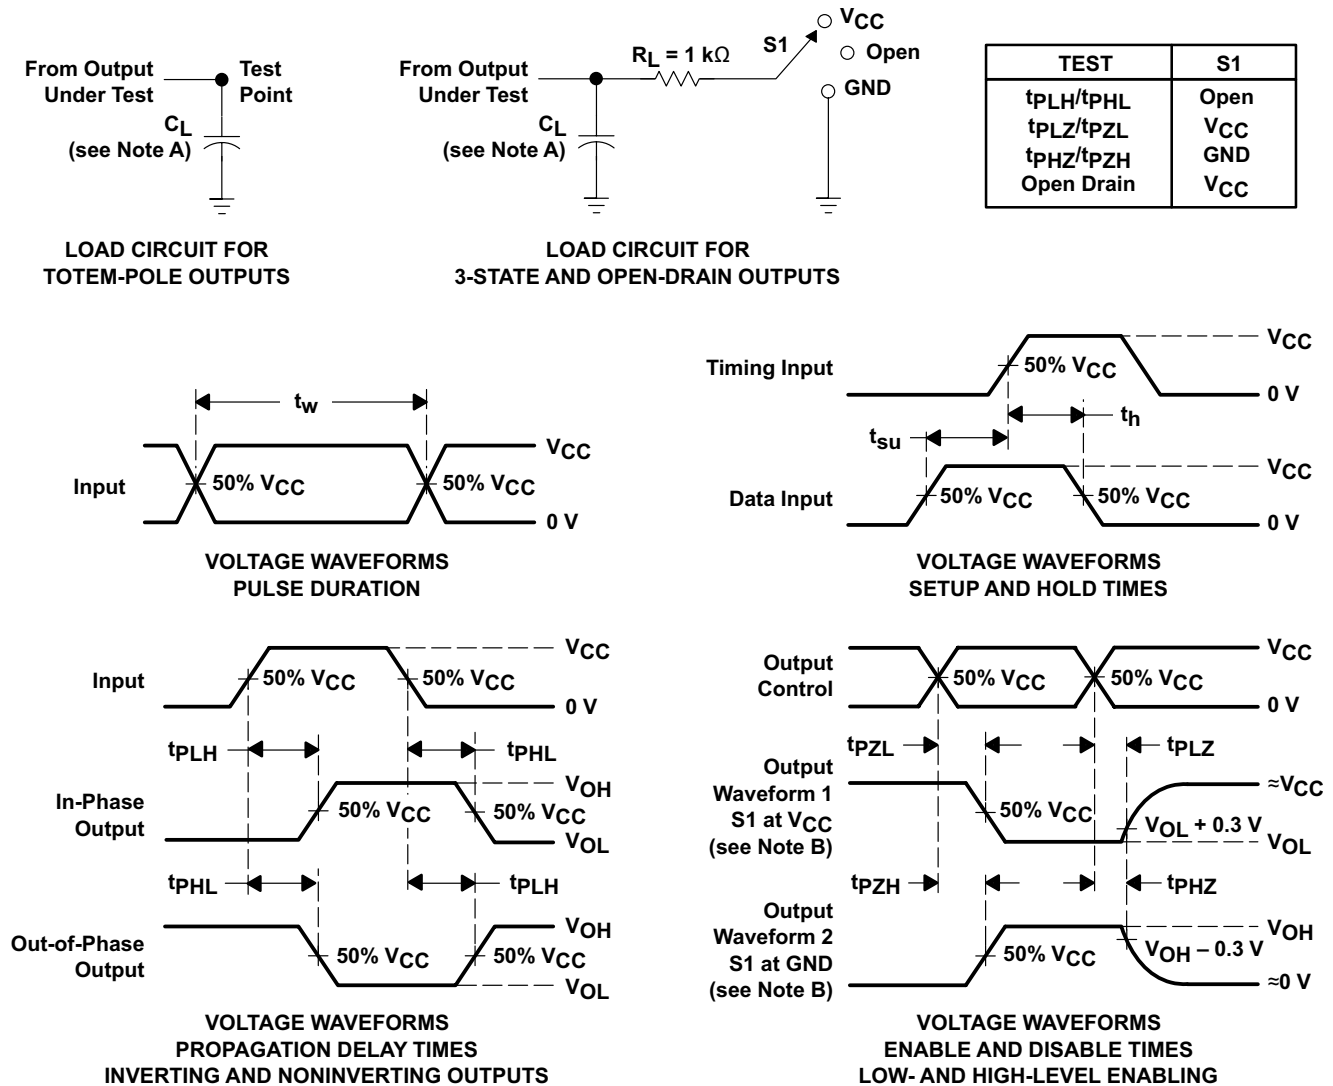 From Output
Under Test
Test
Point
CL
(see Note A)
LOAD CIRCUIT FOR
TOTEM-POLE OUTPUTS
From Output
Under Test
RL = 1 kΩ
S1
VCC
Open
GND
CL
(see Note A)
LOAD CIRCUIT FOR
3-STATE AND OPEN-DRAIN OUTPUTS
TEST S1
tPLH/tPHL Open
tPLZ/tPZL VCC
tPHZ/tPZH GND
Open Drain VCC
tw
Input
50% VCC
50% VCC
VCC
0 V
VOLTAGE WAVEFORMS
PULSE DURATION
Timing Input
50% VCC
VCC
0 V
tsu
th
Data Input
50% VCC
50% VCC
VCC
0 V
VOLTAGE WAVEFORMS
SETUP AND HOLD TIMES
Input
50% VCC
50% VCC
VCC
0 V
tPLH
tPHL
In-Phase
Output
50% VCC
50% VCC
VOH
VOL
tPHL
tPLH
Out-of-Phase
Output
50% VCC
50% VCC
VOH
VOL
VOLTAGE WAVEFORMS
PROPAGATION DELAY TIMES
INVERTING AND NONINVERTING OUTPUTS
Output
Control
50% VCC
50% VCC
VCC
0 V
tPZL
tPLZ
Output
Waveform 1
S1 at VCC
(see Note B)
50% VCC
≈VCC
VOL + 0.3 V
VOL
tPZH
tPHZ
Output
Waveform 2
S1 at GND
(see Note B)
50% VCC
VOH
VOH – 0.3 V
≈0 V
VOLTAGE WAVEFORMS
ENABLE AND DISABLE TIMES
LOW- AND HIGH-LEVEL ENABLING